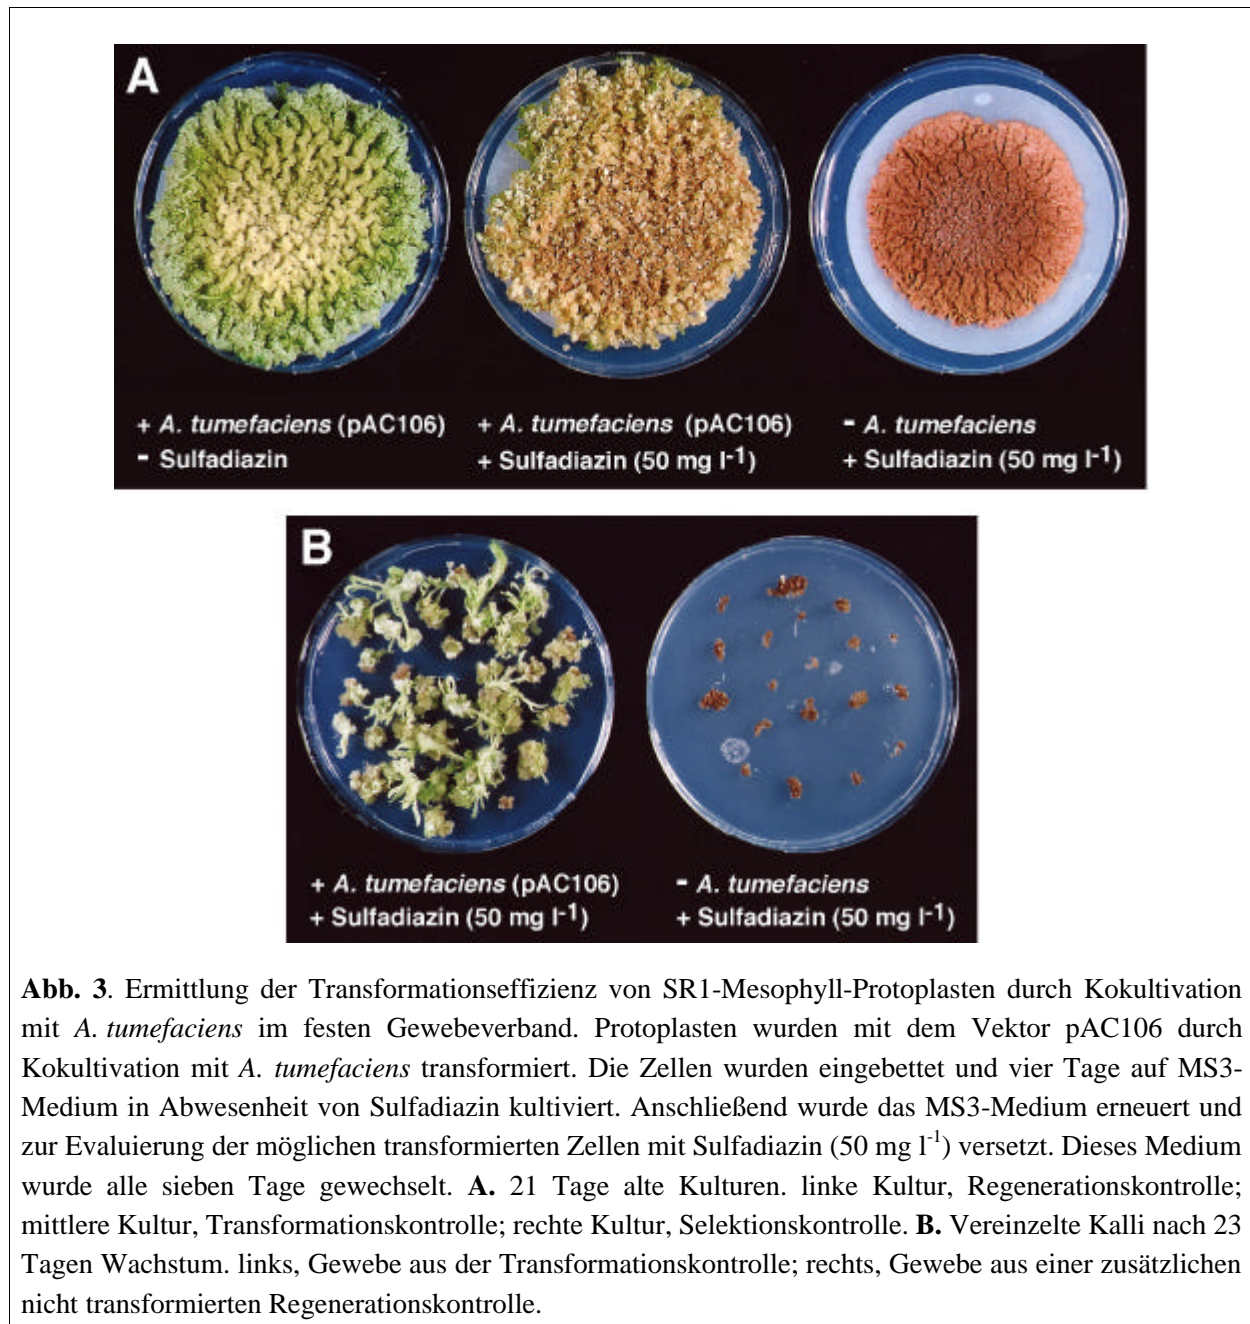 A
+ A. tumefaciens (pAC106)
- Sulfadiazin
+ A. tumefaciens (pAC106)
+ Sulfadiazin (50 mg l-1)
- A. tumefaciens
+ Sulfadiazin (50 mg l-1)
B
+ A. tumefaciens (pAC106)
+ Sulfadiazin (50 mg l-1)
- A. tumefaciens
+ Sulfadiazin (50 mg l-1)
Abb. 3. Ermittlung der Transformationseffizienz von SR1-Mesophyll-Protoplasten durch Kokultivation
mit A. tumefaciens im festen Gewebeverband. Protoplasten wurden mit dem Vektor pAC106 durch
Kokultivation mit A. tumefaciens transformiert. Die Zellen wurden eingebettet und vier Tage auf MS3-
Medium in Abwesenheit von Sulfadiazin kultiviert. Anschließend wurde das MS3-Medium erneuert und
zur Evaluierung der möglichen transformierten Zellen mit Sulfadiazin (50 mg l-1) versetzt. Dieses Medium
wurde alle sieben Tage gewechselt. A. 21 Tage alte Kulturen. linke Kultur, Regenerationskontrolle;
mittlere Kultur, Transformationskontrolle; rechte Kultur, Selektionskontrolle. B. Vereinzelte Kalli nach 23
Tagen Wachstum. links, Gewebe aus der Transformationskontrolle; rechts, Gewebe aus einer zusätzlichen
nicht transformierten Regenerationskontrolle.